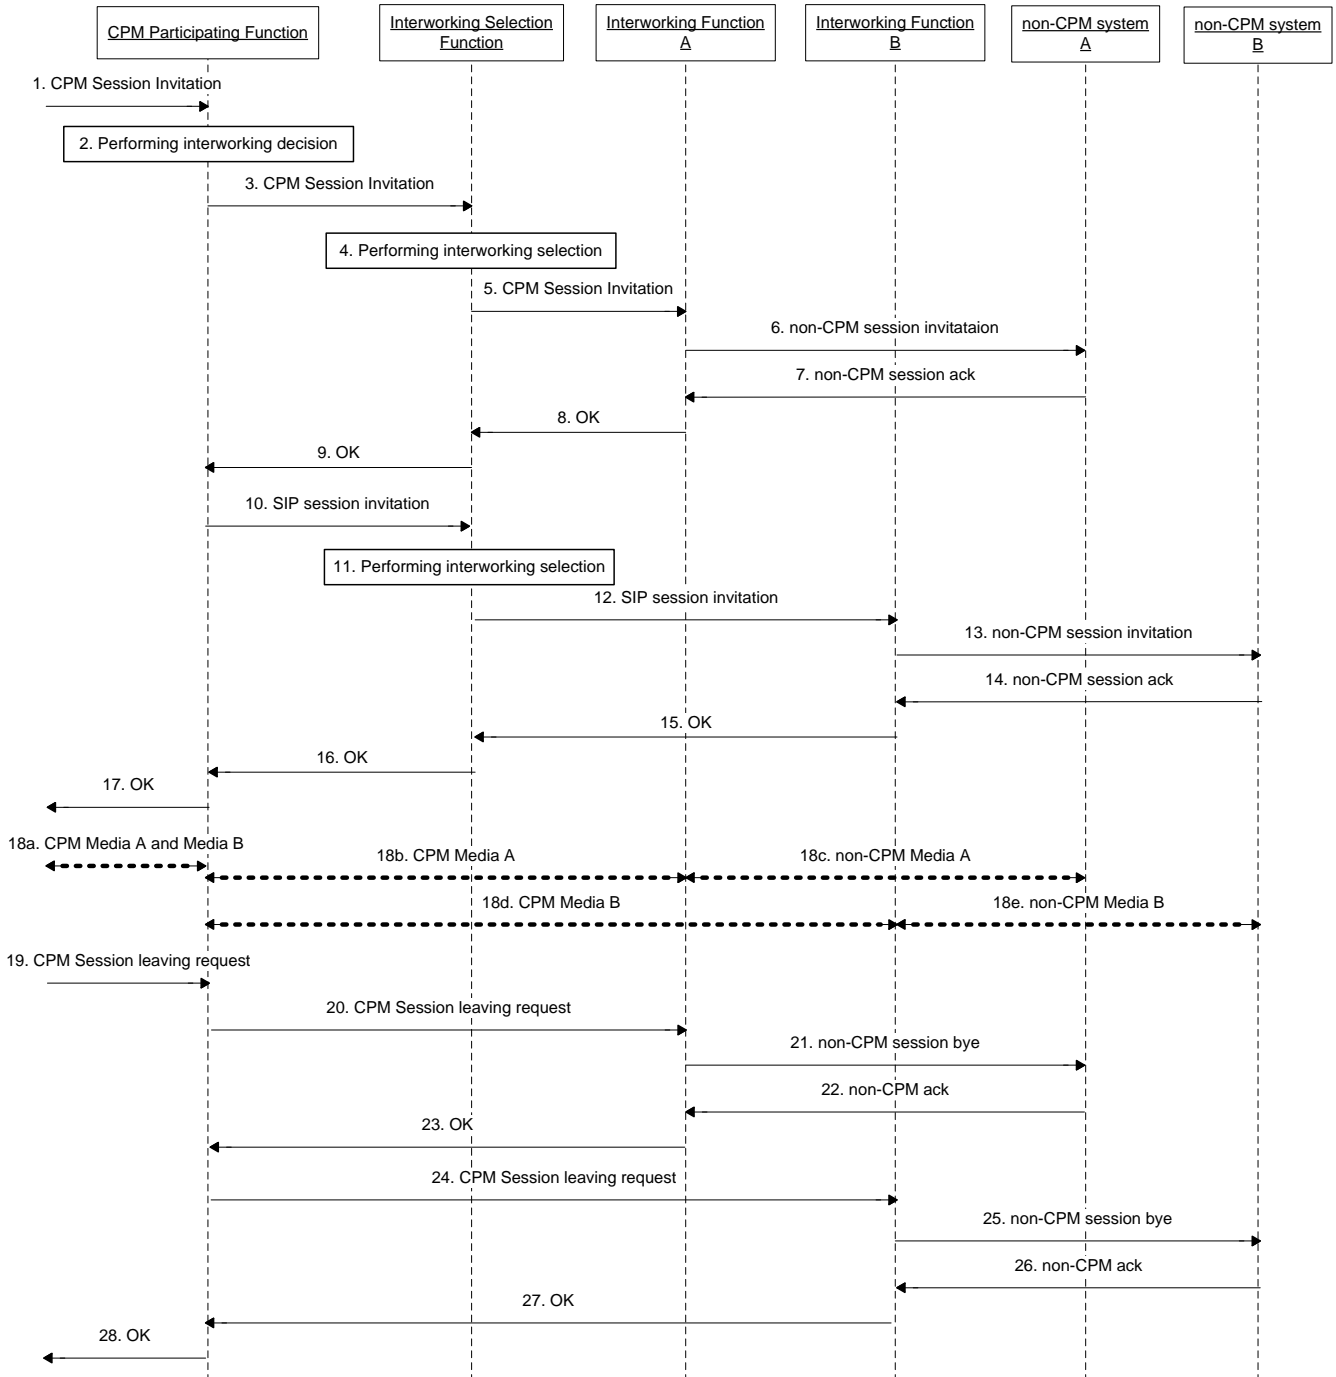 CPM Participating Function
Interworking Selection
Function
Interworking Function
A
Interworking Function
B
non-CPM system
A
non-CPM system
B
1. CPM Session Invitation
2. Performing interworking decision
3. CPM Session Invitation
4. Performing interworking selection
5. CPM Session Invitation
6. non-CPM session invitataion
7. non-CPM session ack
8. OK
9. OK
10. SIP session invitation
11. Performing interworking selection
12. SIP session invitation
13. non-CPM session invitation
14. non-CPM session ack
15. OK
16. OK
17. OK
18a. CPM Media A and Media B
18b. CPM Media A
18c. non-CPM Media A
18d. CPM Media B
18e. non-CPM Media B
19. CPM Session leaving request
20. CPM Session leaving request
21. non-CPM session bye
22. non-CPM ack
23. OK
24. CPM Session leaving request
25. non-CPM session bye
26. non-CPM ack
27. OK
28. OK